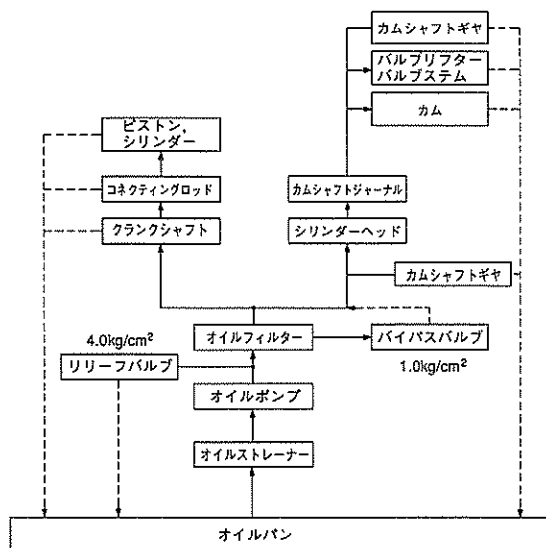 カムシャフトギヤ
バルブリフター
バルブステム
カム
ピストン,
シリンダー
コネクティングロッド
カムシャフトジャーナル
クランクシャフト
シリンダーヘッド
カムシャフトギヤ
オイルフィルター
バイパスバルブ
4.0kg/cm²
1.0kg/cm²
リリーフバルブ
オイルポンプ
オイルストレーナー
オイルパン